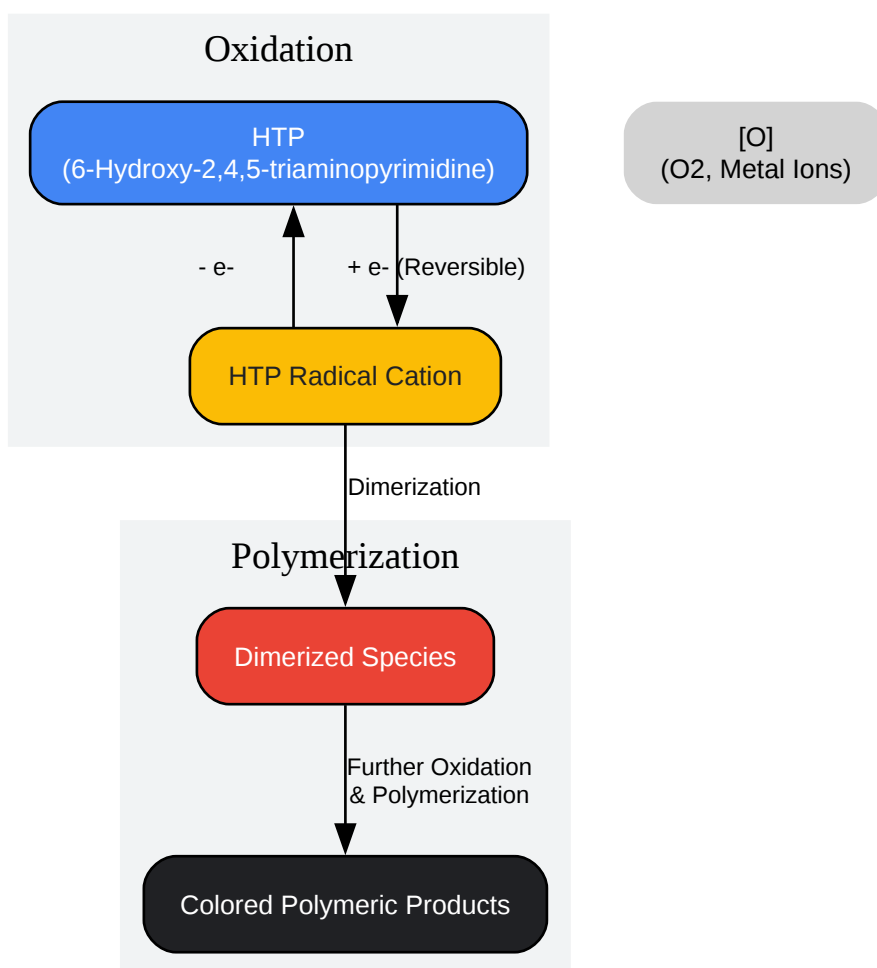 Oxidation
HTP
(6-Hydroxy-2,4,5-triaminopyrimidine)
[O]
(O2, Metal Ions)
- e-
+ e- (Reversible)
HTP Radical Cation
Dimerization
Polymerization
Dimerized Species
Further Oxidation
& Polymerization
Colored Polymeric Products